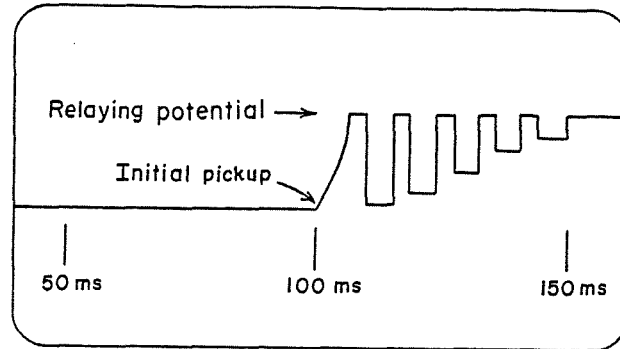 Relaying potential
Initial pickup
50 ms
100 ms
150 ms